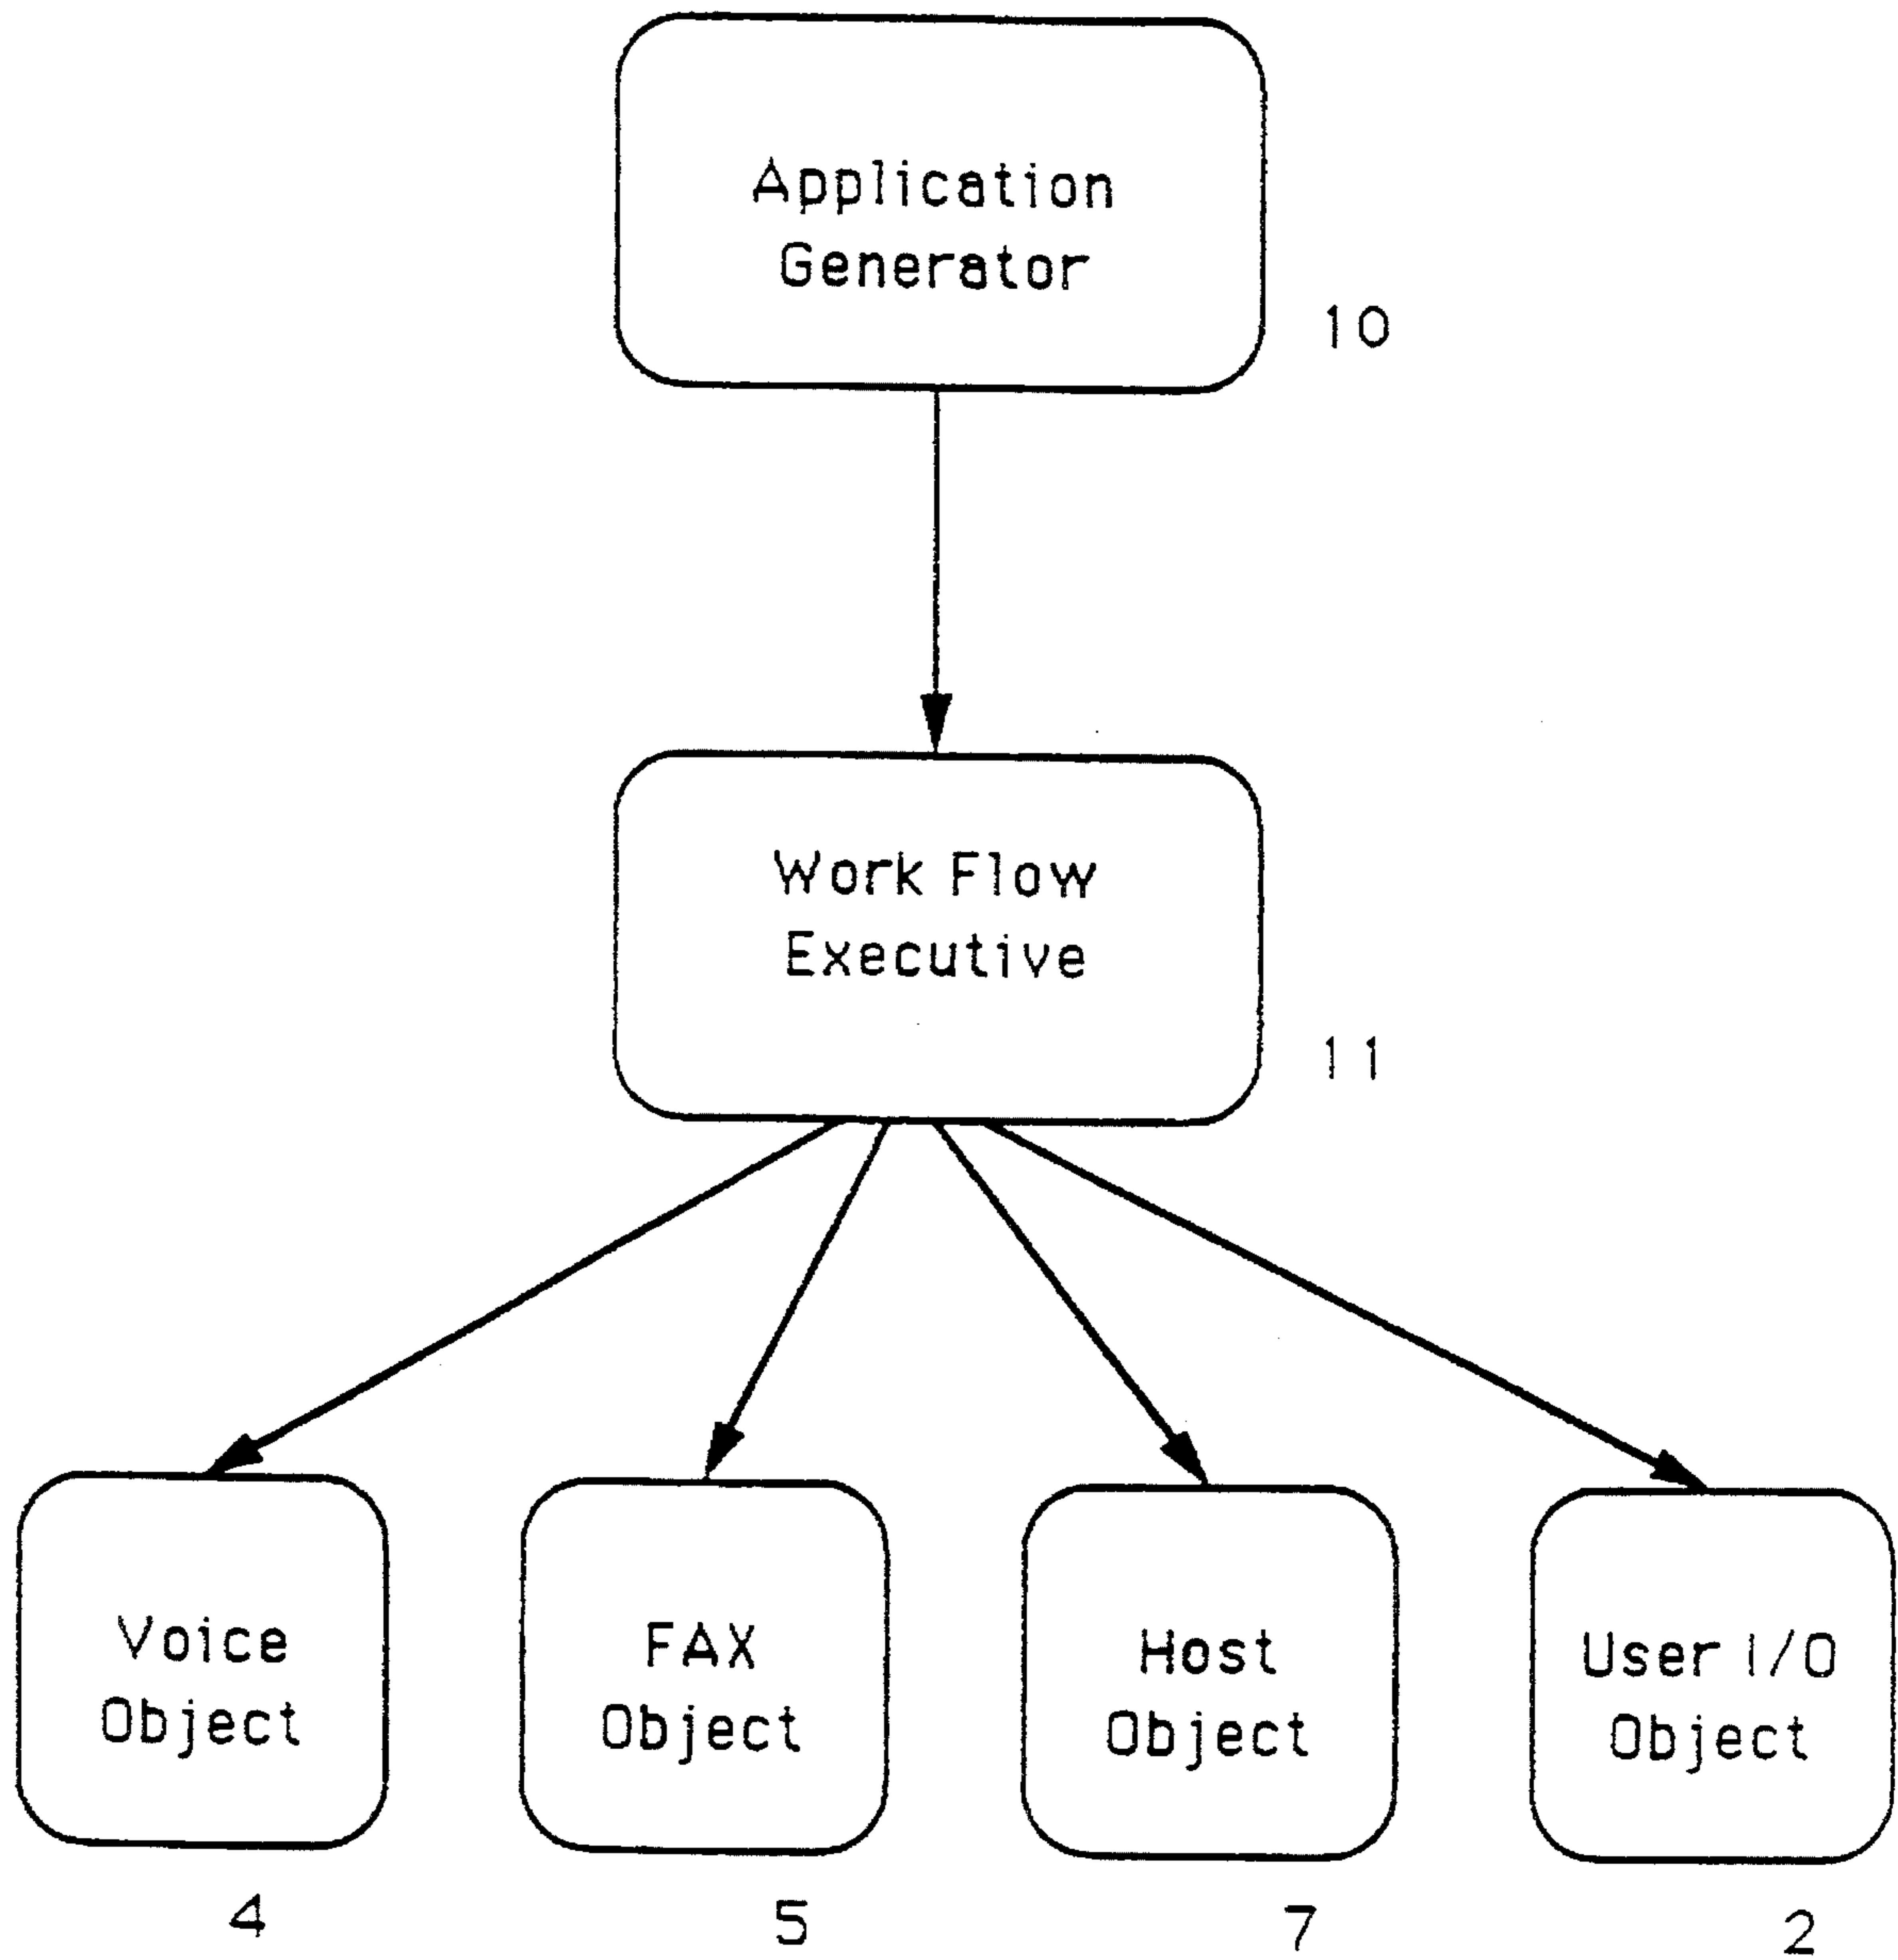 Application
Generator
10
Work Flow
Executive
11
Voice
Object
FAX
Object
Host
Object
User I/O
Object
4
5
7
2